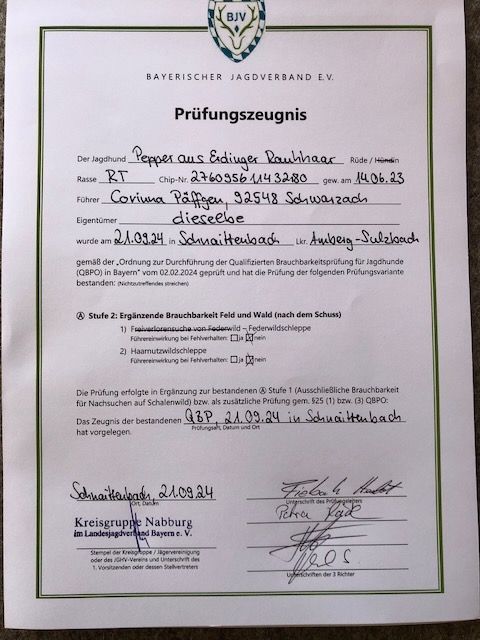 BJV
BAYERISCHER JAGDVERBAND E.V.
Prüfungszeugnis
Der Jagdhund Pepper aus Erdinger Rauhhaar Rüde / Hündin
Rasse RT Chip-Nr. 276095611432180 gew. am 14.06.23
Führer Corinna Päffgen, 92548 Schwarzach
Eigentümer dieselbe
wurde am 21.09.24 in Schnaittenbach Lkr. Amberg-Sulzbach
gemäß der „Ordnung zur Durchführung der Qualifizierten Brauchbarkeitsprüfung für Jagdhunde
(QBPO) in Bayern" vom 02.02.2024 geprüft und hat die Prüfung der folgenden Prüfungsvariante
bestanden: (Nichtzutreffendes streichen)
Ⓐ Stufe 2: Ergänzende Brauchbarkeit Feld und Wald (nach dem Schuss)
1) Freiverlorensuche von Federwild – Federwildschleppe
Führereinwirkung bei Fehlverhalten: ☐ ja ☒ nein
2) Haarnutzwildschleppe
Führereinwirkung bei Fehlverhalten: ☐ ja ☒ nein
Die Prüfung erfolgte in Ergänzung zur bestandenen Ⓐ Stufe 1 (Ausschließliche Brauchbarkeit
für Nachsuchen auf Schalenwild) bzw. als zusätzliche Prüfung gem. §25 (1) bzw. (3) QBPO:
Das Zeugnis der bestandenen QBP, 21.09.24 in Schnaittenbach
Prüfungsart, Datum und Ort
hat vorgelegen.
Schnaittenbach, 21.09.24
Ort, Datum
Unterschrift des Prüfungsleiters
Petra
Kreisgruppe Nabburg
im Landesjagdverband Bayern e. V.
Stempel der Kreisgruppe / Jägervereinigung
oder des JGHV-Vereins und Unterschrift des
1. Vorsitzenden oder dessen Stellvertreters
Unterschriften der 3 Richter